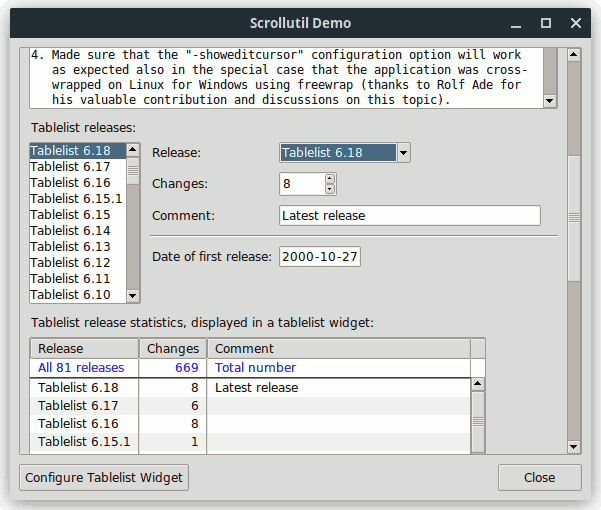 Scrollutil Demo
4. Made sure that the "-showeditcursor" configuration option will work
as expected also in the special case that the application was cross-
wrapped on Linux for Windows using freewrap (thanks to Rolf Ade for
his valuable contribution and discussions on this topic).
Tablelist releases:
Tablelist 6.18
Tablelist 6.17
Tablelist 6.16
Tablelist 6.15.1
Tablelist 6.15
Tablelist 6.14
Tablelist 6.13
Tablelist 6.12
Tablelist 6.11
Tablelist 6.10
Release: Tablelist 6.18
Changes: 8
Comment: Latest release
Date of first release: 2000-10-27
Tablelist release statistics, displayed in a tablelist widget:
Release Changes Comment
All 81 releases 669 Total number
Tablelist 6.18 8 Latest release
Tablelist 6.17 6
Tablelist 6.16 8
Tablelist 6.15.1 1
Configure Tablelist Widget Close